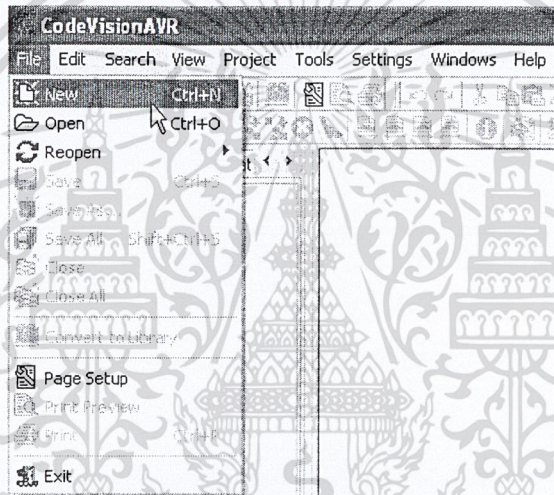 CodeVisionAVR
File Edit Search View Project Tools Settings Windows Help
New Ctrl+N
Open Ctrl+O
Reopen
Save Ctrl+S
Save As...
Save All Shift+Ctrl+S
Close
Close All
Convert to Library
Page Setup
Print Preview
Print Ctrl+P
Exit